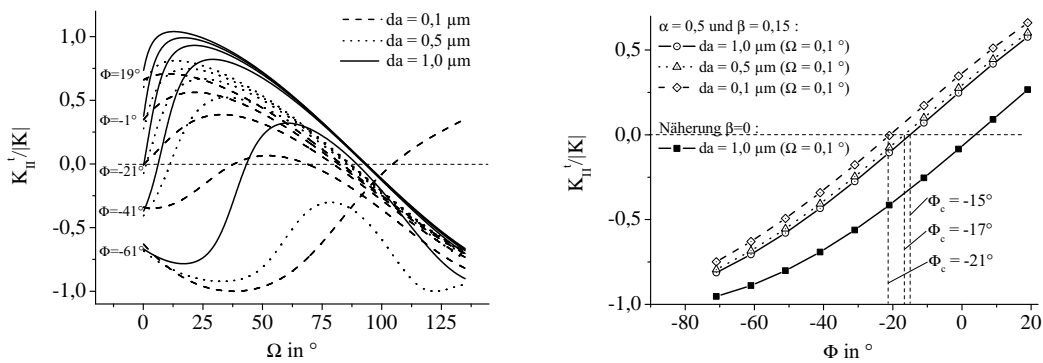 da = 0,1 µm
da = 0,5 µm
da = 1,0 µm
1,0
0,5
0,0
-0,5
-1,0
K_II^t/|K|
Φ=19°
Φ=-1°
Φ=-21°
Φ=-41°
Φ=-61°
0 25 50 75 100 125
Ω in °
α = 0,5 und β = 0,15 :
da = 1,0 µm (Ω = 0,1 °)
da = 0,5 µm (Ω = 0,1 °)
da = 0,1 µm (Ω = 0,1 °)
Näherung β=0 :
da = 1,0 µm (Ω = 0,1 °)
0,5
0,0
-0,5
-1,0
K_II^t/|K|
Φ_c = -15°
Φ_c = -17°
Φ_c = -21°
-80 -60 -40 -20 0 20
Φ in °